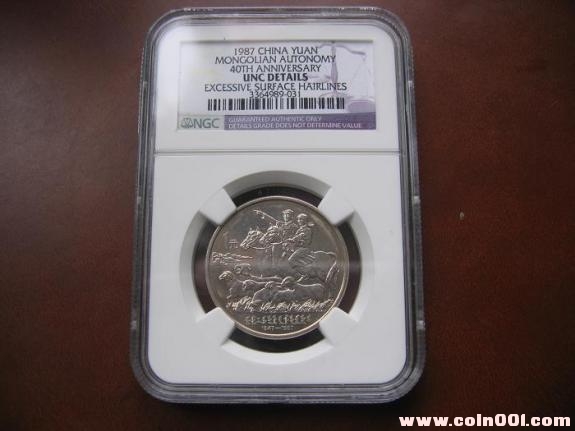 1987 CHINA YUAN
MONGOLIAN AUTONOMY
40TH ANNIVERSARY
UNC DETAILS
EXCESSIVE SURFACE HAIRLINES
3364989-031
NGC
GUARANTEED AUTHENTIC ONLY
DETAILS GRADE DOES NOT DETERMINE VALUE
1947-1987
www.coin001.com